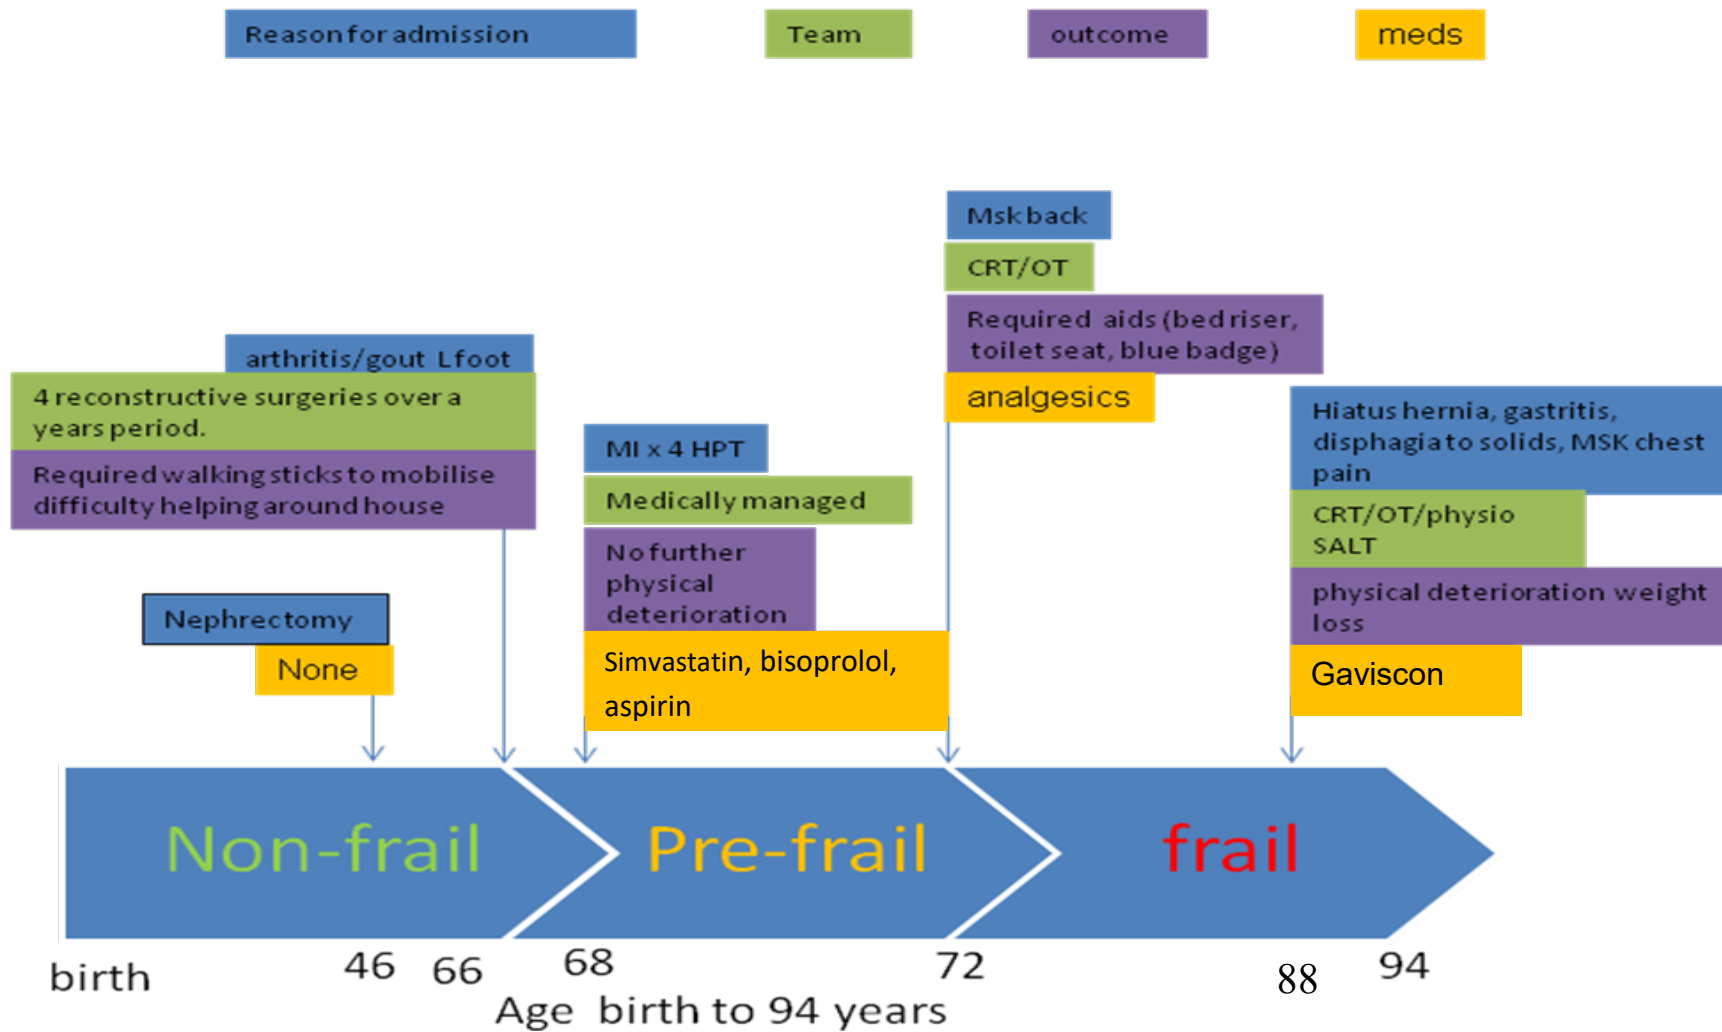 Reason for admission
Team
outcome
meds
Msk back
CRT/OT
Required aids (bed riser,
toilet seat, blue badge)
analgesics
arthritis/gout L foot
4 reconstructive surgeries over a
years period.
Required walking sticks to mobilise
difficulty helping around house
MI x 4 HPT
Medically managed
No further
physical
deterioration
Simvastatin, bisoprolol,
aspirin
Hiatus hernia, gastritis,
disphagia to solids, MSK chest
pain
CRT/OT/physio
SALT
physical deterioration weight
loss
Gaviscon
Nephrectomy
None
Non-frail
Pre-frail
frail
birth
46
66
68
72
88
94
Age birth to 94 years